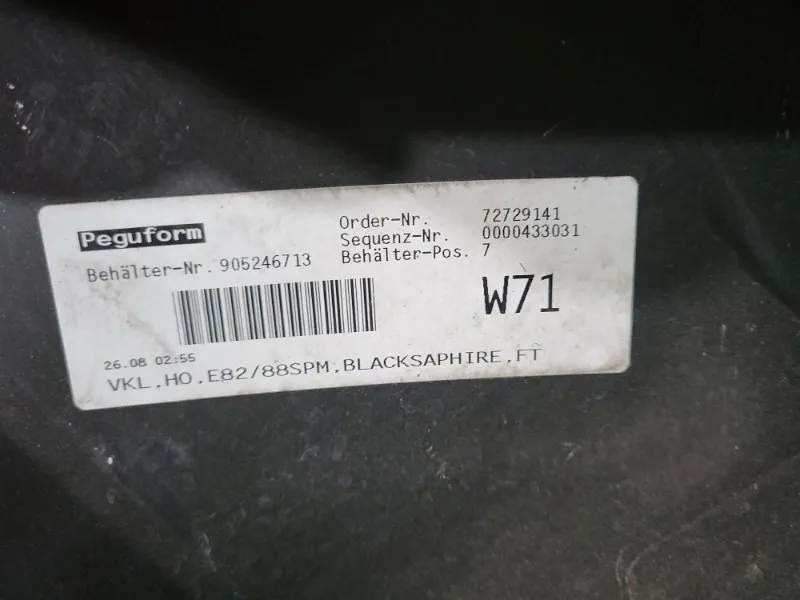 Peguform
Order-Nr. 72729141
Sequenz-Nr. 0000433031
Behälter-Nr. 905246713
Behälter-Pos. 7
W71
26.08 02:55
VKL.HO.E82/88SPM.BLACKSAPHIRE.FT